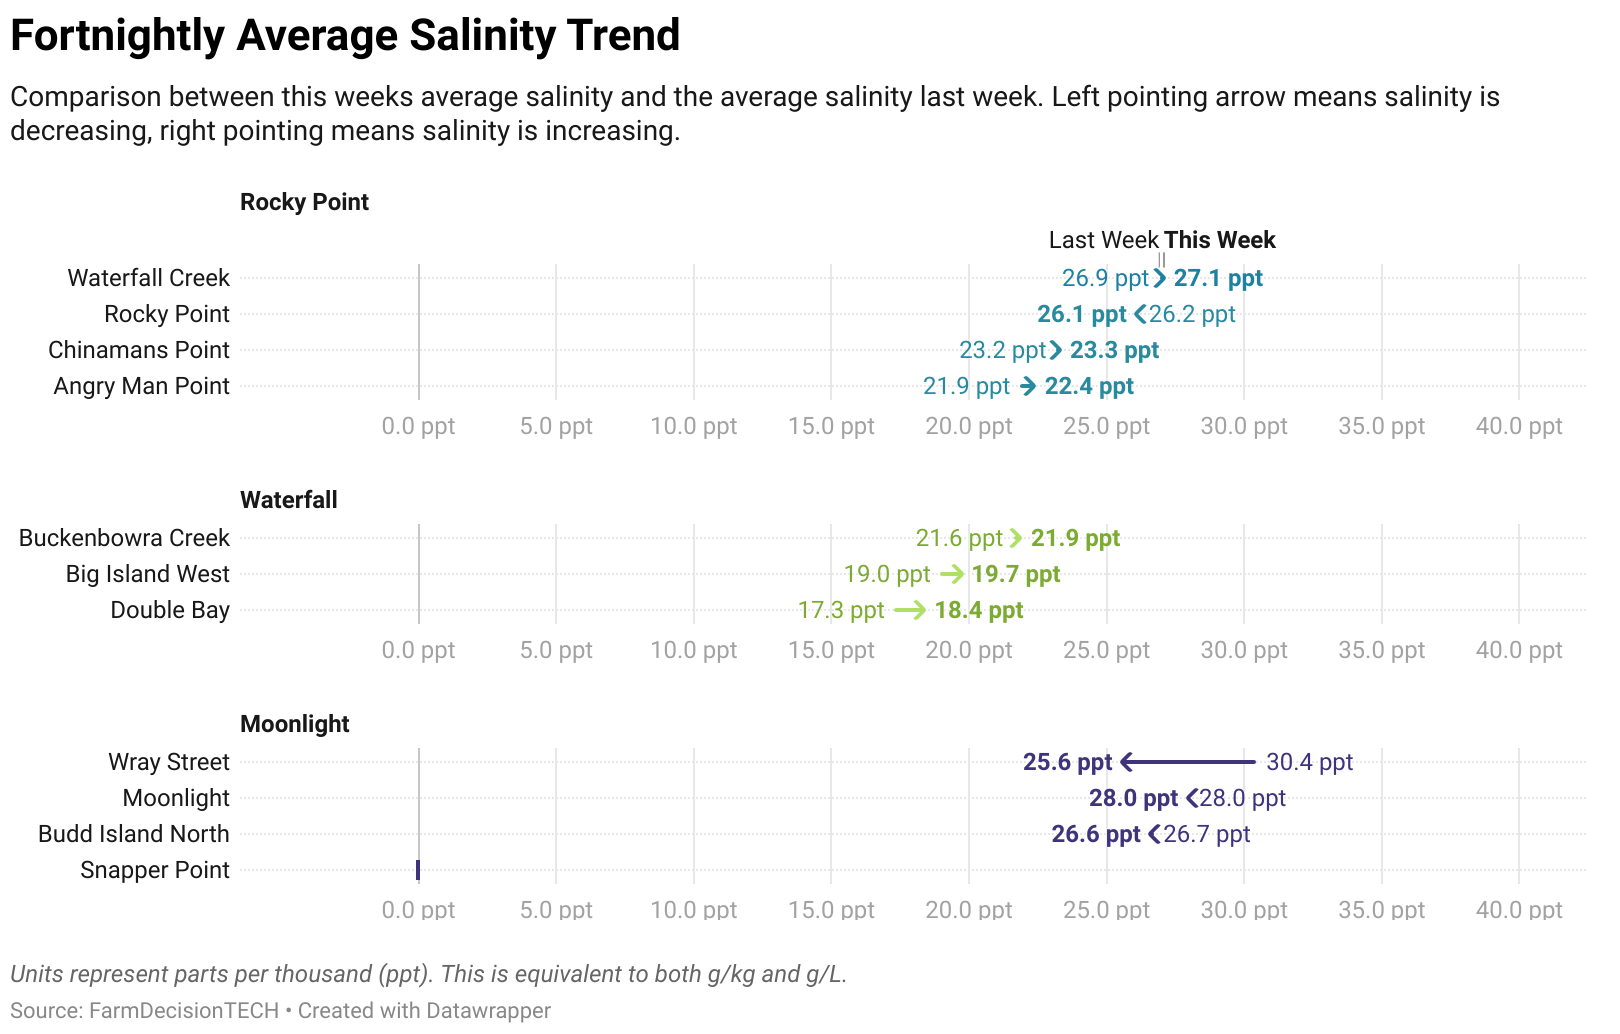 Fortnightly Average Salinity Trend
Comparison between this weeks average salinity and the average salinity last week. Left pointing arrow means salinity is
decreasing, right pointing means salinity is increasing.
Rocky Point
Last Week This Week
Waterfall Creek 26.9 ppt 27.1 ppt
Rocky Point 26.1 ppt 26.2 ppt
Chinamans Point 23.2 ppt 23.3 ppt
Angry Man Point 21.9 ppt 22.4 ppt
0.0 ppt 5.0 ppt 10.0 ppt 15.0 ppt 20.0 ppt 25.0 ppt 30.0 ppt 35.0 ppt 40.0 ppt
Waterfall
Buckenbowra Creek 21.6 ppt 21.9 ppt
Big Island West 19.0 ppt 19.7 ppt
Double Bay 17.3 ppt 18.4 ppt
0.0 ppt 5.0 ppt 10.0 ppt 15.0 ppt 20.0 ppt 25.0 ppt 30.0 ppt 35.0 ppt 40.0 ppt
Moonlight
Wray Street 25.6 ppt 30.4 ppt
Moonlight 28.0 ppt 28.0 ppt
Budd Island North 26.6 ppt 26.7 ppt
Snapper Point
0.0 ppt 5.0 ppt 10.0 ppt 15.0 ppt 20.0 ppt 25.0 ppt 30.0 ppt 35.0 ppt 40.0 ppt
Units represent parts per thousand (ppt). This is equivalent to both g/kg and g/L.
Source: FarmDecisionTECH • Created with Datawrapper